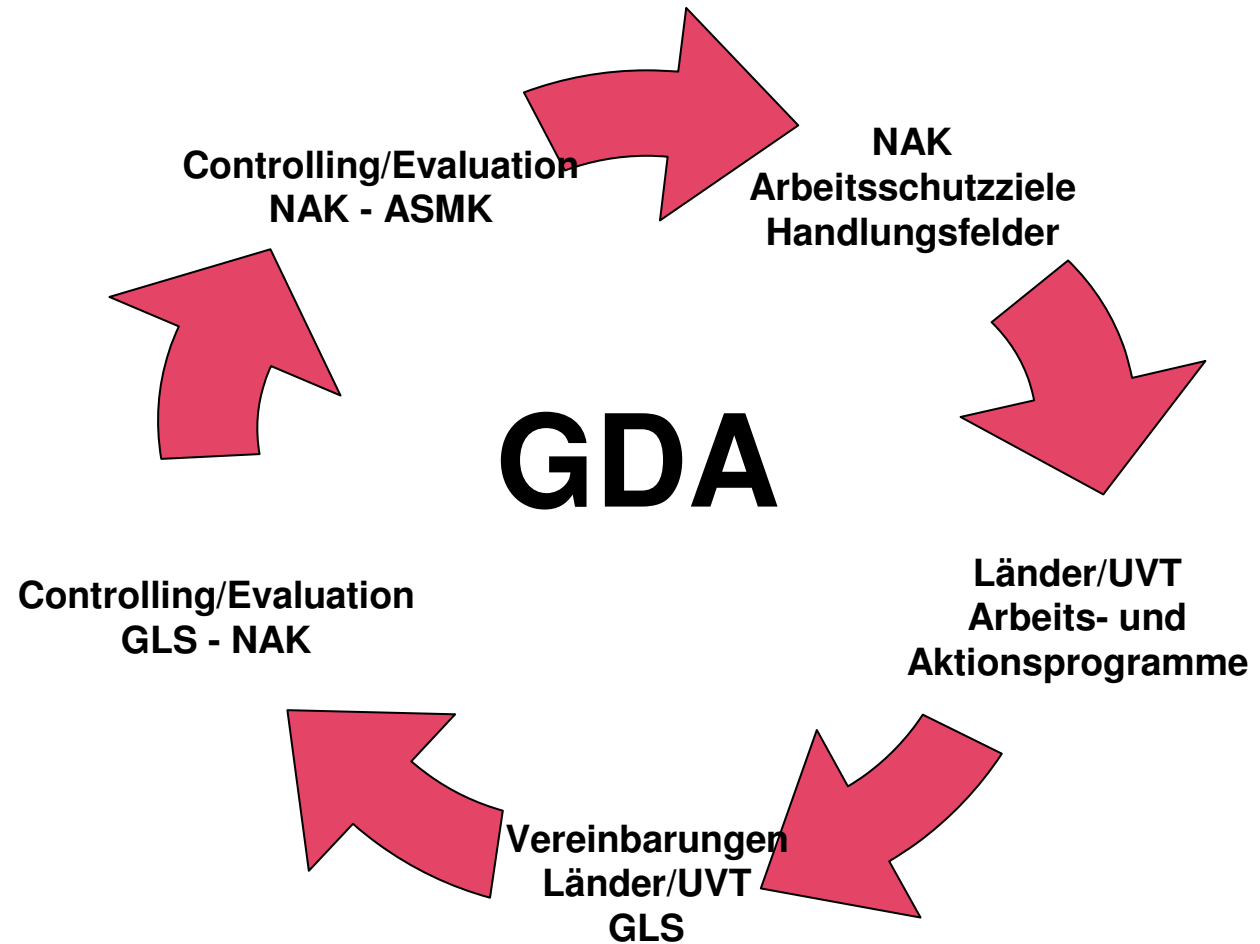 Controlling/Evaluation
NAK - ASMK
NAK
Arbeitsschutzziele
Handlungsfelder
GDA
Länder/UVT
Arbeits- und
Aktionsprogramme
Controlling/Evaluation
GLS - NAK
Vereinbarungen
Länder/UVT
GLS